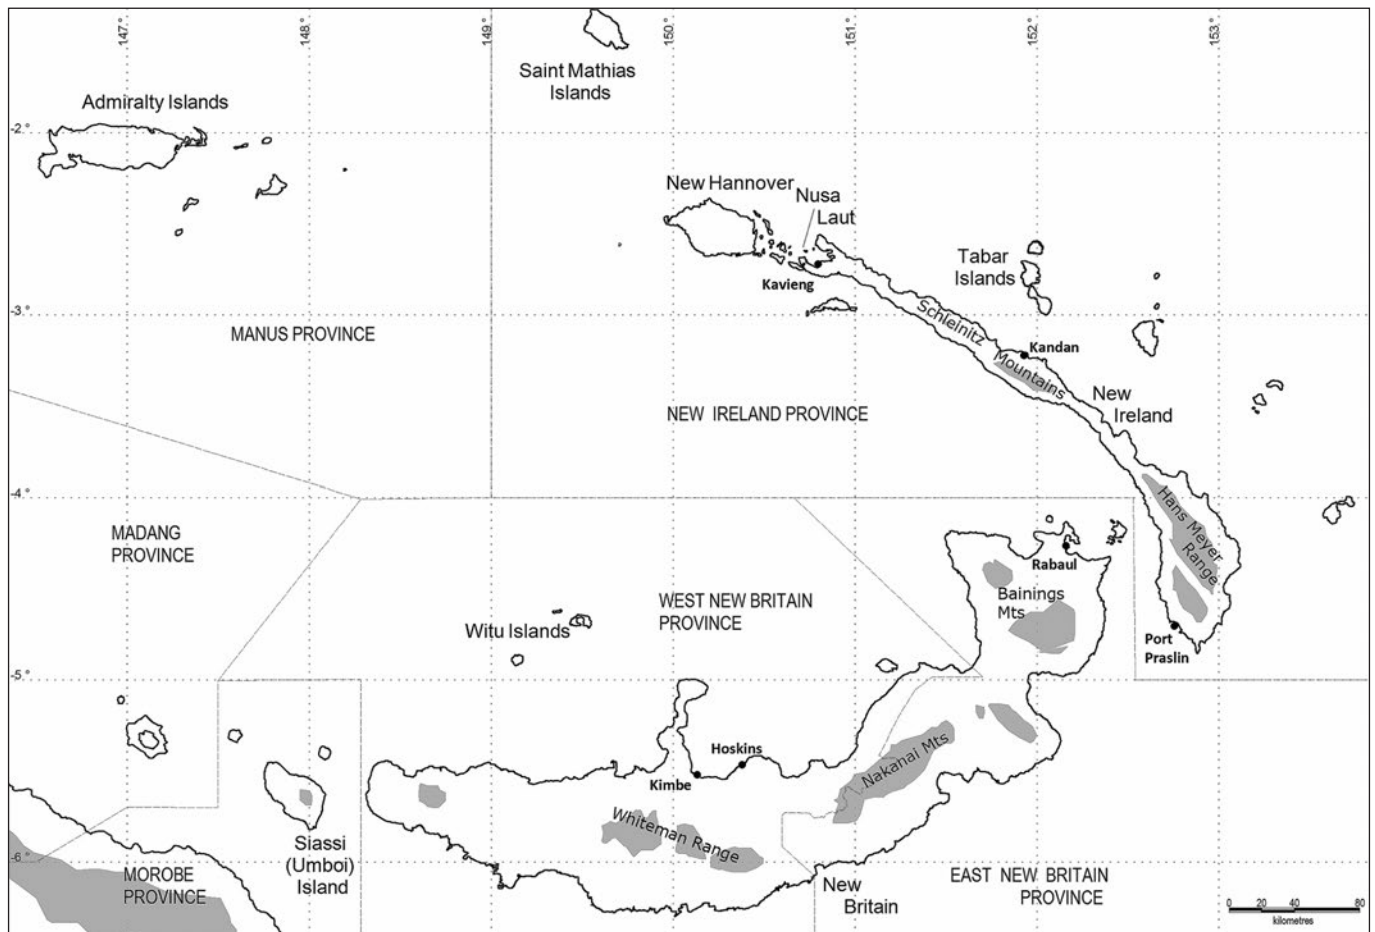 147.°
148.°
149.°
150.°
151.°
152.°
153.°
Saint Mathias
Islands
Admiralty Islands
-2.°
New Hannover
Nusa
Laut
Tabar
Islands
Kavieng
-3.°
MANUS PROVINCE
Schleinitz
Mountains
Kandan
New
Ireland
NEW IRELAND PROVINCE
-4.°
Hans Meyer
Range
MADANG
PROVINCE
Rabaul
Bainings
Mts
WEST NEW BRITAIN
PROVINCE
Witu Islands
Port
Praslin
-5.°
Hoskins
Kimbe
Nakanai Mts
Whiteman Range
Siassi
(Umboi)
Island
-6.°
MOROBE
PROVINCE
New
Britain
EAST NEW BRITAIN
PROVINCE
0 20 40 60 80
kilometres